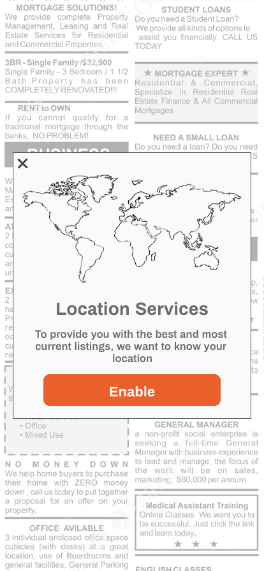 MORTGAGE SOLUTIONS!
We provide complete Property
Management, Leasing and Real
Estate Services for Residential
and Commercial Properties.
3BR - Single Family /$32,900
Single Family - 3 Bedroom / 1 1/2
Bath Property has been
COMPLETELY RENOVATED!!!
RENT to OWN
If you cannot qualify for a
traditional mortgage through the
banks, NO PROBLEM!
BUSINESS
STUDENT LOANS
Do you need a Student Loan?
We provide all kinds of options to
assist you financially. CALL US
TODAY
★ MORTGAGE EXPERT ★
Residential & Commercial,
Specialize in Residential Real
Estate Finance & All Commercial
Mortgages
NEED A SMALL LOAN
Do you need a loan? Do you need
Location Services
To provide you with the best and most
current listings, we want to know your
location
Enable
• Office
• Mixed Use
NO MONEY DOWN
We help home buyers to purchase
their home with ZERO money
down , call us today to put together
a proposal for an offer on your
property.
OFFICE AVILABLE
3 individual enclosed office space
cubicles (with desks) at a great
location, use of Boardrooms and
general facilities. General Parking
GENERAL MANAGER
a non-profit social enterprise is
seeking a full-time General
Manager with business experience
to lead and manage, the focus of
the work will be on sales,
marketing, $60,000 per annum
Medical Assistant Training
Online Classes We want you to
be successful. Just click the link
and learn today.
★ ★ ★
ENGLISH CLASSES